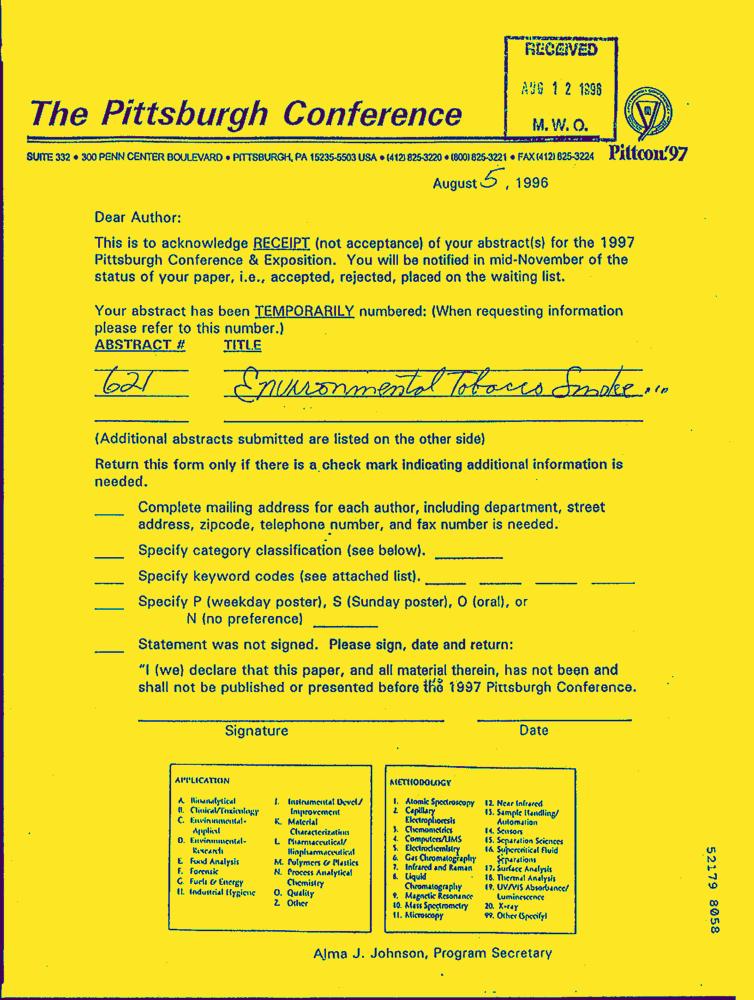 RECEIVED
AUG 12 1996
M. W. O.
The Pittsburgh Conference
SUITE 332 • 300 PENN CENTER BOULEVARD • PITTSBURGH, PA 15235-5503 USA • (412) 825-3220 • (800) 825-3221 • FAX (412) 825-3224
Pittcon'97
August 5, 1996
Dear Author:
This is to acknowledge RECEIPT (not acceptance) of your abstract(s) for the 1997
Pittsburgh Conference & Exposition. You will be notified in mid-November of the
status of your paper, i.e., accepted, rejected, placed on the waiting list.
Your abstract has been TEMPORARILY numbered: (When requesting information
please refer to this number.)
ABSTRACT # TITLE
621 Environmental Tobacco Smoke...
(Additional abstracts submitted are listed on the other side)
Return this form only if there is a check mark indicating additional information is
needed.
Complete mailing address for each author, including department, street
address, zipcode, telephone number, and fax number is needed.
Specify category classification (see below).
Specify keyword codes (see attached list).
Specify P (weekday poster), S (Sunday poster), O (oral), or
N (no preference)
Statement was not signed. Please sign, date and return:
"I (we) declare that this paper, and all material therein, has not been and
shall not be published or presented before the 1997 Pittsburgh Conference.
Signature Date
APPLICATION
A. Bioanalytical
B. Clinical/Toxicology
C. Environmental-
Applied
D. Environmental-
Research
E. Food Analysis
F. Forensic
G. Fuels & Energy
H. Industrial Hygiene
J. Instrumental Devel/
Improvement
K. Material
Characterization
L. Pharmaceutical/
Biopharmaceutical
M. Polymers & Plastics
N. Process Analytical
Chemistry
O. Quality
Z. Other
METHODOLOGY
1. Atomic Spectroscopy
2. Capillary
Electrophoresis
3. Chemometrics
4. Computers/LIMS
5. Electrochemistry
6. Gas Chromatography
7. Infrared and Raman
8. Liquid
Chromatography
9. Magnetic Resonance
10. Mass Spectrometry
11. Microscopy
12. Near Infrared
13. Sample Handling/
Automation
14. Sensors
15. Separation Sciences
16. Supercritical Fluid
Separations
17. Surface Analysis
18. Thermal Analysis
19. UV/VIS Absorbance/
Luminescence
20. X-ray
99. Other (Specify)
Alma J. Johnson, Program Secretary
52179 8058